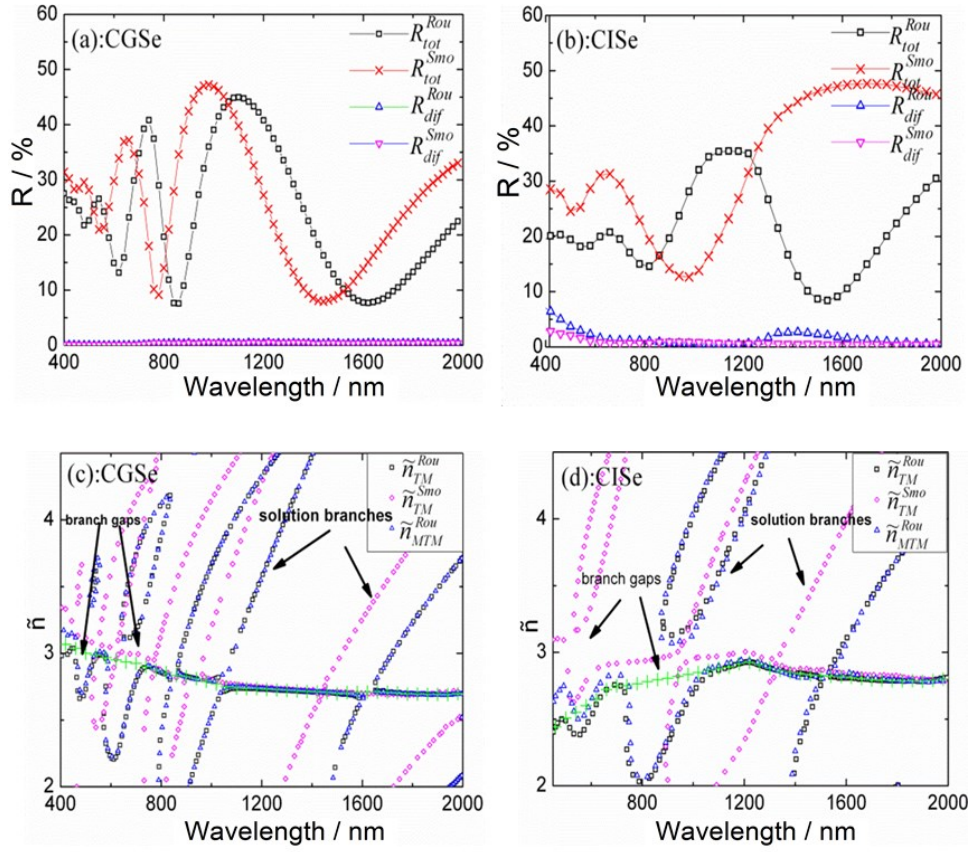 (a):CGSe
R_tot^Rou
R_tot^Smo
R_dif^Rou
R_dif^Smo
R / %
60
50
40
30
20
10
0
400 800 1200 1600 2000
Wavelength / nm
(b):CISe
R_tot^Rou
R_tot^Smo
R_dif^Rou
R_dif^Smo
R / %
60
50
40
30
20
10
0
400 800 1200 1600 2000
Wavelength / nm
(c):CGSe
ñ_TM^Rou
ñ_TM^Smo
ñ_MTM^Rou
branch gaps
solution branches
ñ
4
3
2
400 800 1200 1600 2000
Wavelength / nm
(d):CISe
ñ_TM^Rou
ñ_TM^Smo
ñ_MTM^Rou
solution branches
branch gaps
ñ
4
3
2
800 1200 1600 2000
Wavelength / nm